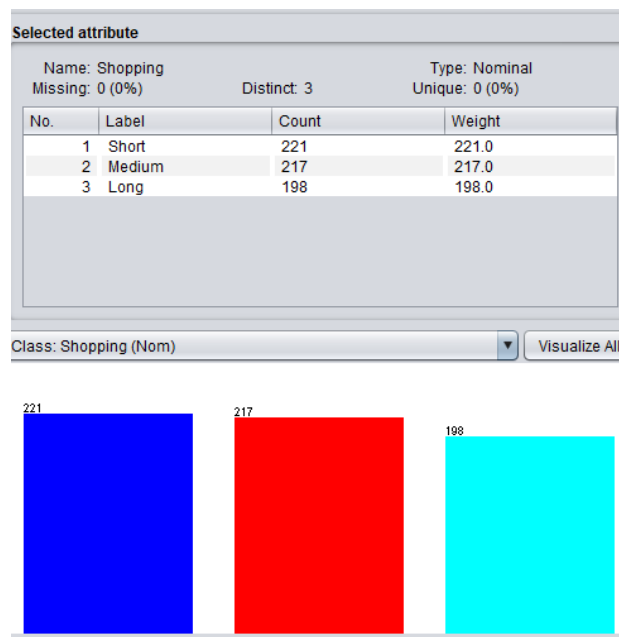 Selected attribute
Name: Shopping Type: Nominal
Missing: 0 (0%) Distinct: 3 Unique: 0 (0%)
No. Label Count Weight
1 Short 221 221.0
2 Medium 217 217.0
3 Long 198 198.0
Class: Shopping (Nom) Visualize All
221 217 198